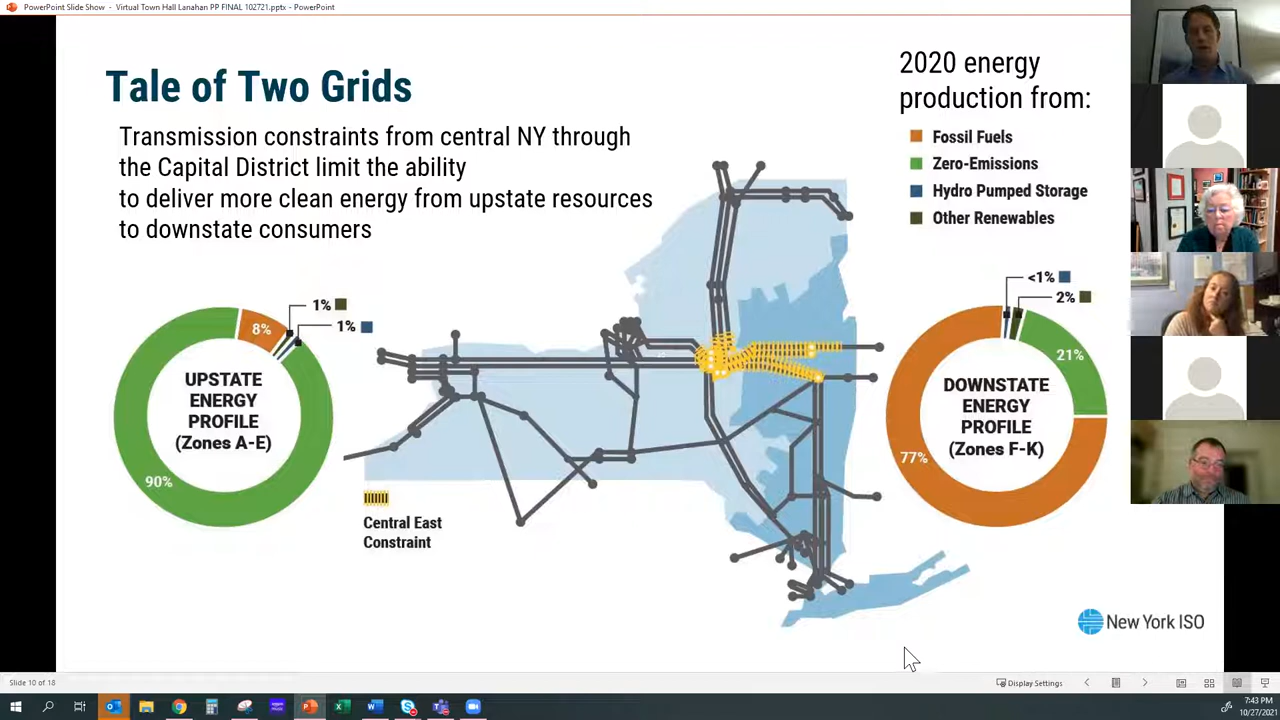 PowerPoint Slide Show - Virtual Town Hall Lanahan PP FINAL 102721.pptx - PowerPoint
Tale of Two Grids
Transmission constraints from central NY through
the Capital District limit the ability
to deliver more clean energy from upstate resources
to downstate consumers
2020 energy
production from:
Fossil Fuels
Zero-Emissions
Hydro Pumped Storage
Other Renewables
1%
1%
8%
90%
UPSTATE
ENERGY
PROFILE
(Zones A-E)
<1%
2%
21%
77%
DOWNSTATE
ENERGY
PROFILE
(Zones F-K)
Central East
Constraint
New York ISO
Slide 10 of 18
Display Settings
7:43 PM
10/27/2021